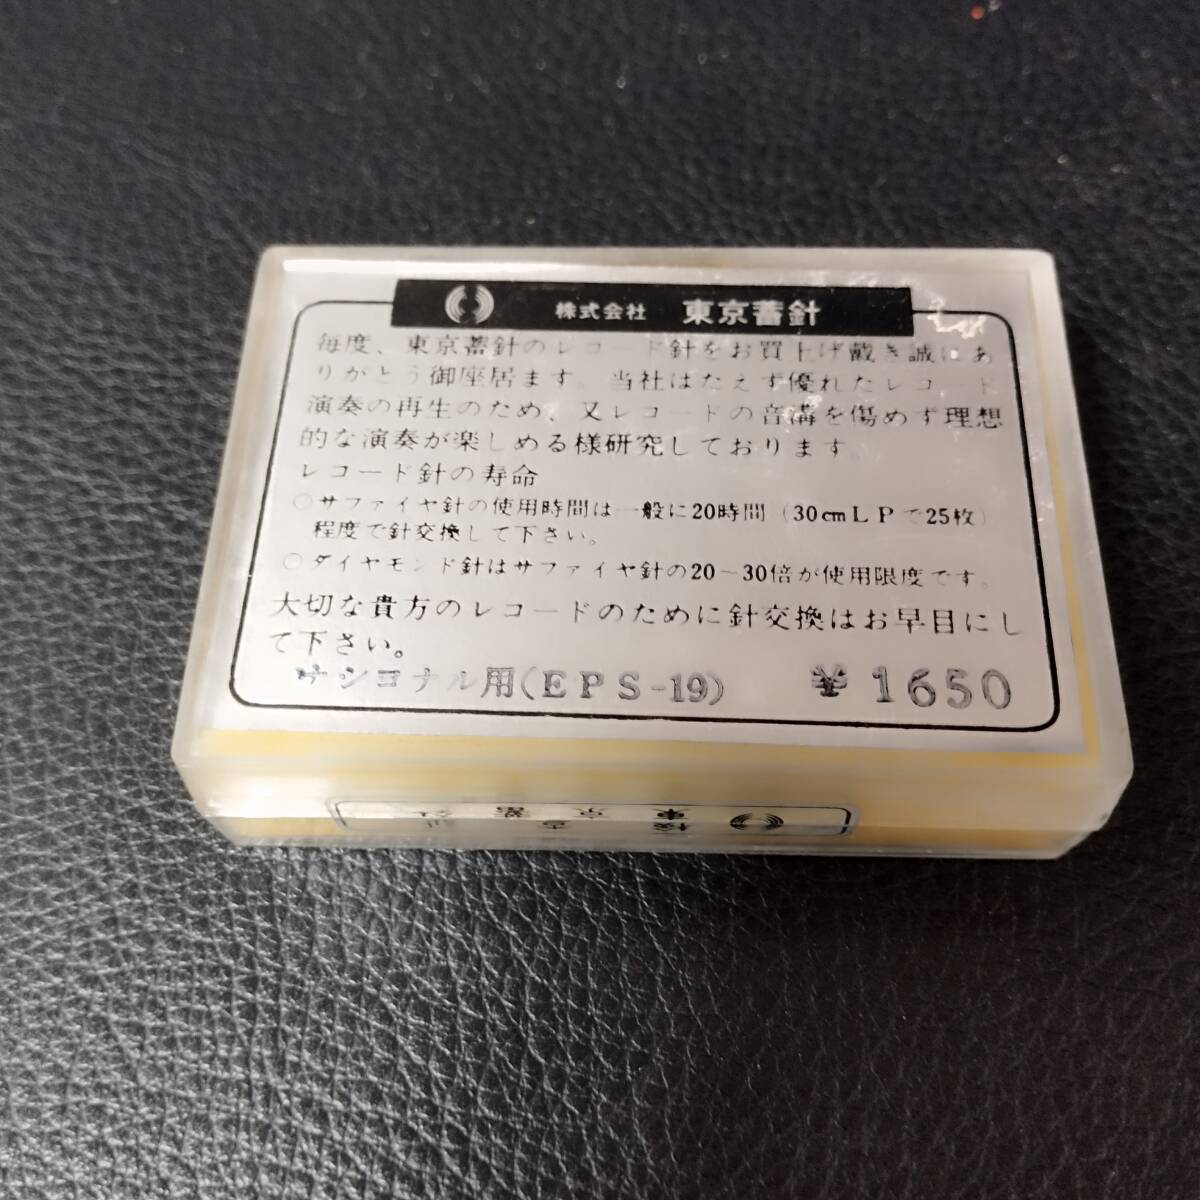 株式会社 東京蓄針
毎度、東京蓄針のレコード針をお買上げ戴き誠にあ
りがとう御座居ます。当社はたえず優れたレコード
演奏の再生のため、又レコードの音溝を傷めず理想
的な演奏が楽しめる様研究しております。
レコード針の寿命
○サファイヤ針の使用時間は一般に20時間（30cmＬＰで25枚）
程度で針交換して下さい。
○ダイヤモンド針はサファイヤ針の20〜30倍が使用限度です。
大切な貴方のレコードのために針交換はお早目にし
て下さい。
ナショナル用(EPS-19) ¥1650